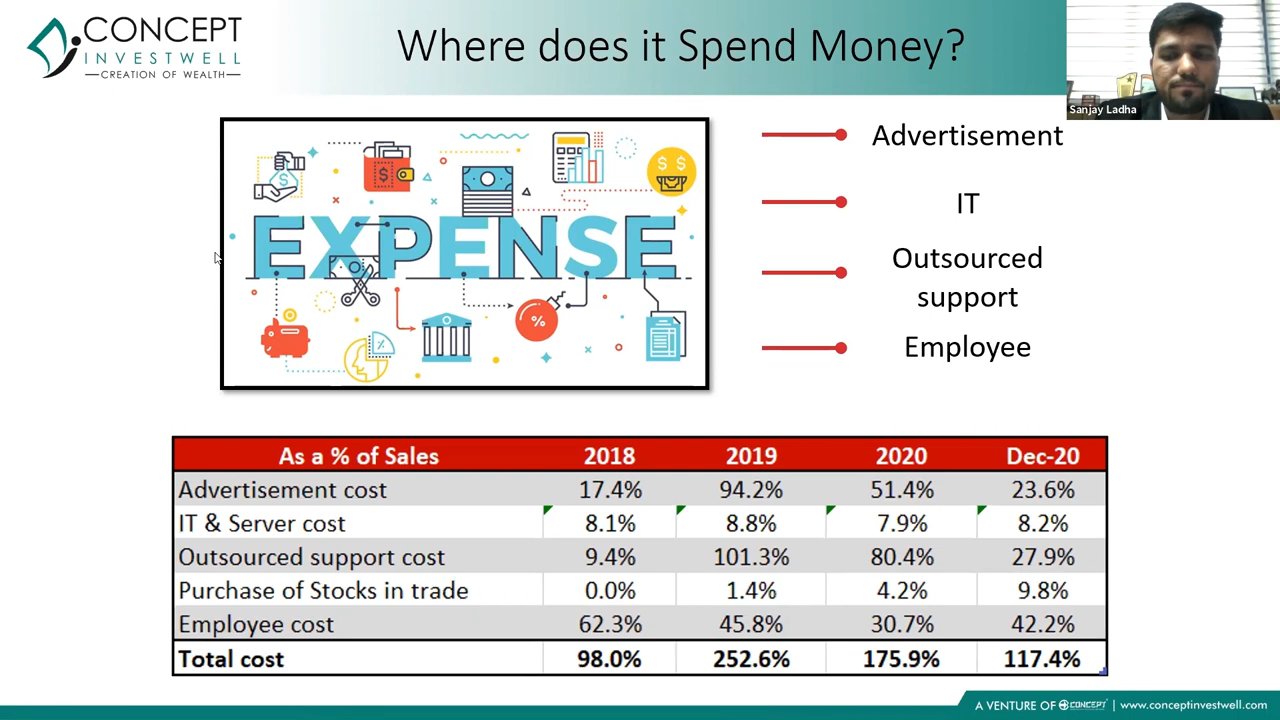 CONCEPT
INVESTWELL
CREATION OF WEALTH
Where does it Spend Money?
Sanjay Ladha
EXPENSE
Advertisement
IT
Outsourced
support
Employee
As a % of Sales 2018 2019 2020 Dec-20
Advertisement cost 17.4% 94.2% 51.4% 23.6%
IT & Server cost 8.1% 8.8% 7.9% 8.2%
Outsourced support cost 9.4% 101.3% 80.4% 27.9%
Purchase of Stocks in trade 0.0% 1.4% 4.2% 9.8%
Employee cost 62.3% 45.8% 30.7% 42.2%
Total cost 98.0% 252.6% 175.9% 117.4%
A VENTURE OF CONCEPT | www.conceptinvestwell.com